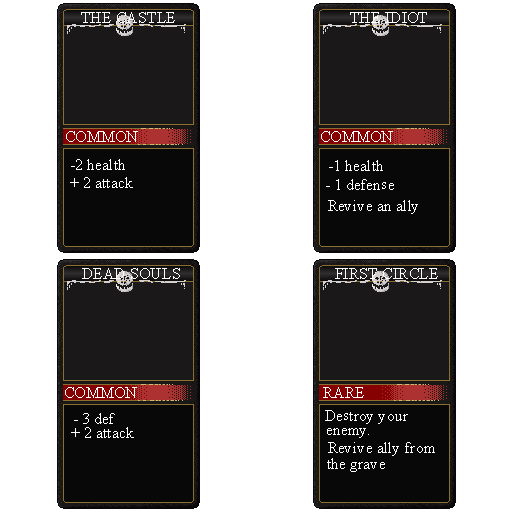 THE CASTLE
COMMON
-2 health
+ 2 attack
THE IDIOT
COMMON
-1 health
- 1 defense
Revive an ally
DEAD SOULS
COMMON
- 3 def
+ 2 attack
FIRST CIRCLE
RARE
Destroy your
enemy.
Revive ally from
the grave